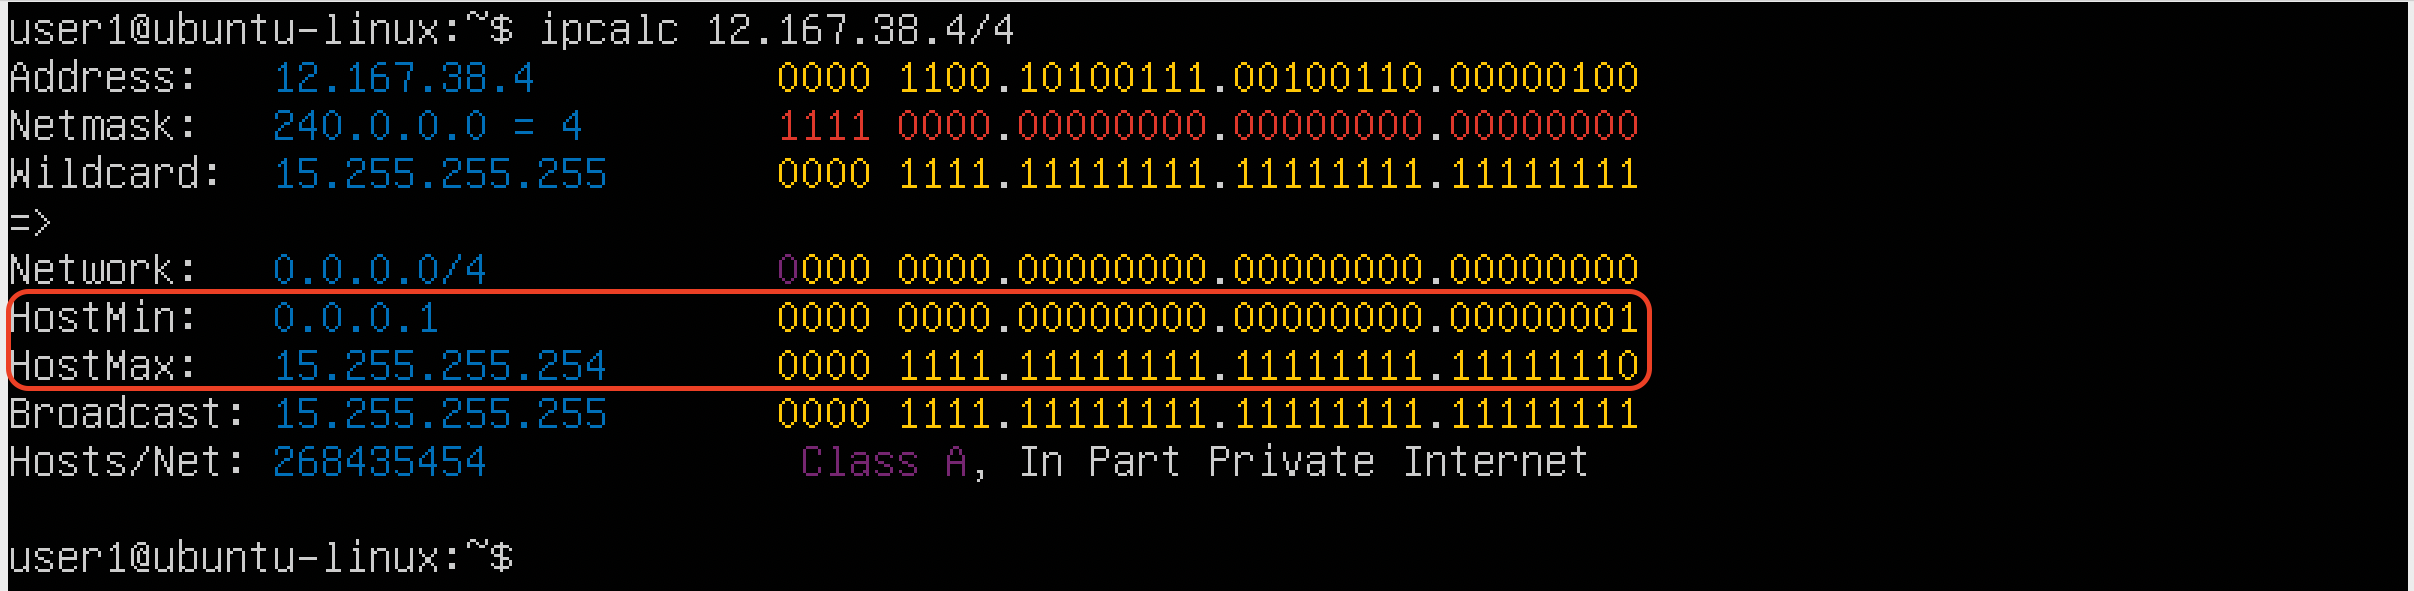 user1@ubuntu-linux:~$ ipcalc 12.167.38.4/4
Address:   12.167.38.4          0000 1100.10100111.00100110.00000100
Netmask:   240.0.0.0 = 4        1111 0000.00000000.00000000.00000000
Wildcard:  15.255.255.255       0000 1111.11111111.11111111.11111111
=>
Network:   0.0.0.0/4            0000 0000.00000000.00000000.00000000
HostMin:   0.0.0.1              0000 0000.00000000.00000000.00000001
HostMax:   15.255.255.254       0000 1111.11111111.11111111.11111110
Broadcast: 15.255.255.255       0000 1111.11111111.11111111.11111111
Hosts/Net: 268435454             Class A, In Part Private Internet
user1@ubuntu-linux:~$